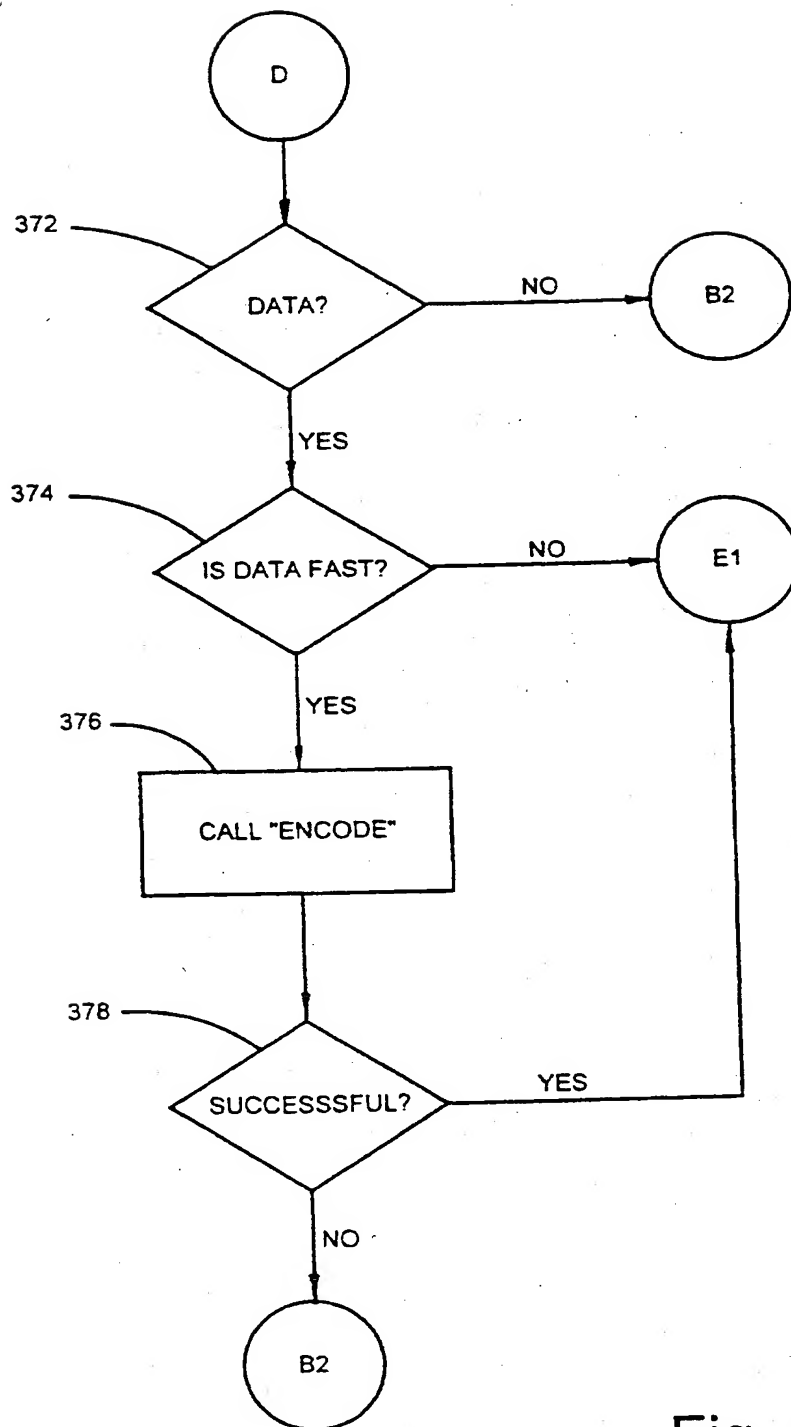 D
372
DATA?
NO
B2
YES
374
IS DATA FAST?
NO
E1
YES
376
CALL "ENCODE"
378
SUCCESSSFUL?
YES
NO
B2
Fig